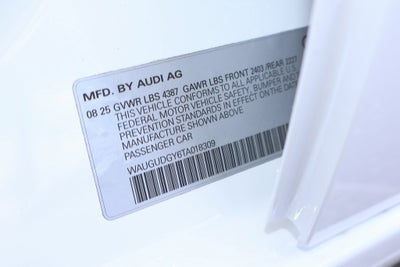 MFD. BY AUDI AG
08 25 GVWR LBS 4387 GAWR LBS FRONT 2403 /REAR 2227
THIS VEHICLE CONFORMS TO ALL APPLICABLE U.S.
FEDERAL MOTOR VEHICLE SAFETY, BUMPER AND
PREVENTION STANDARDS IN EFFECT ON THE DATE
MANUFACTURE SHOWN ABOVE
PASSENGER CAR
WAUGUDGY6TA018309